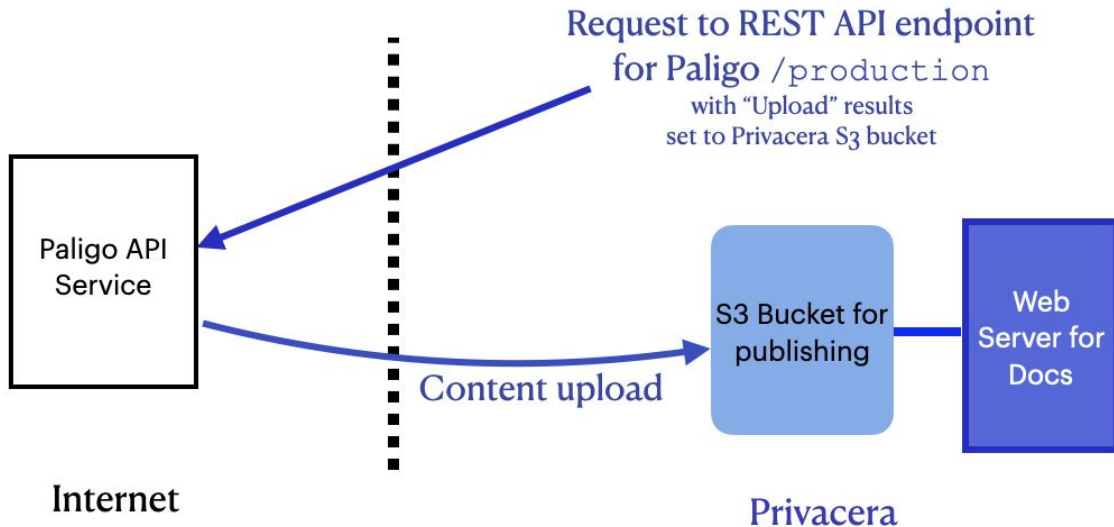 Request to REST API endpoint
for Paligo /production
with “Upload” results
set to Privacera S3 bucket
Paligo API
Service
S3 Bucket for
publishing
Web
Server for
Docs
Content upload
Internet
Privacera